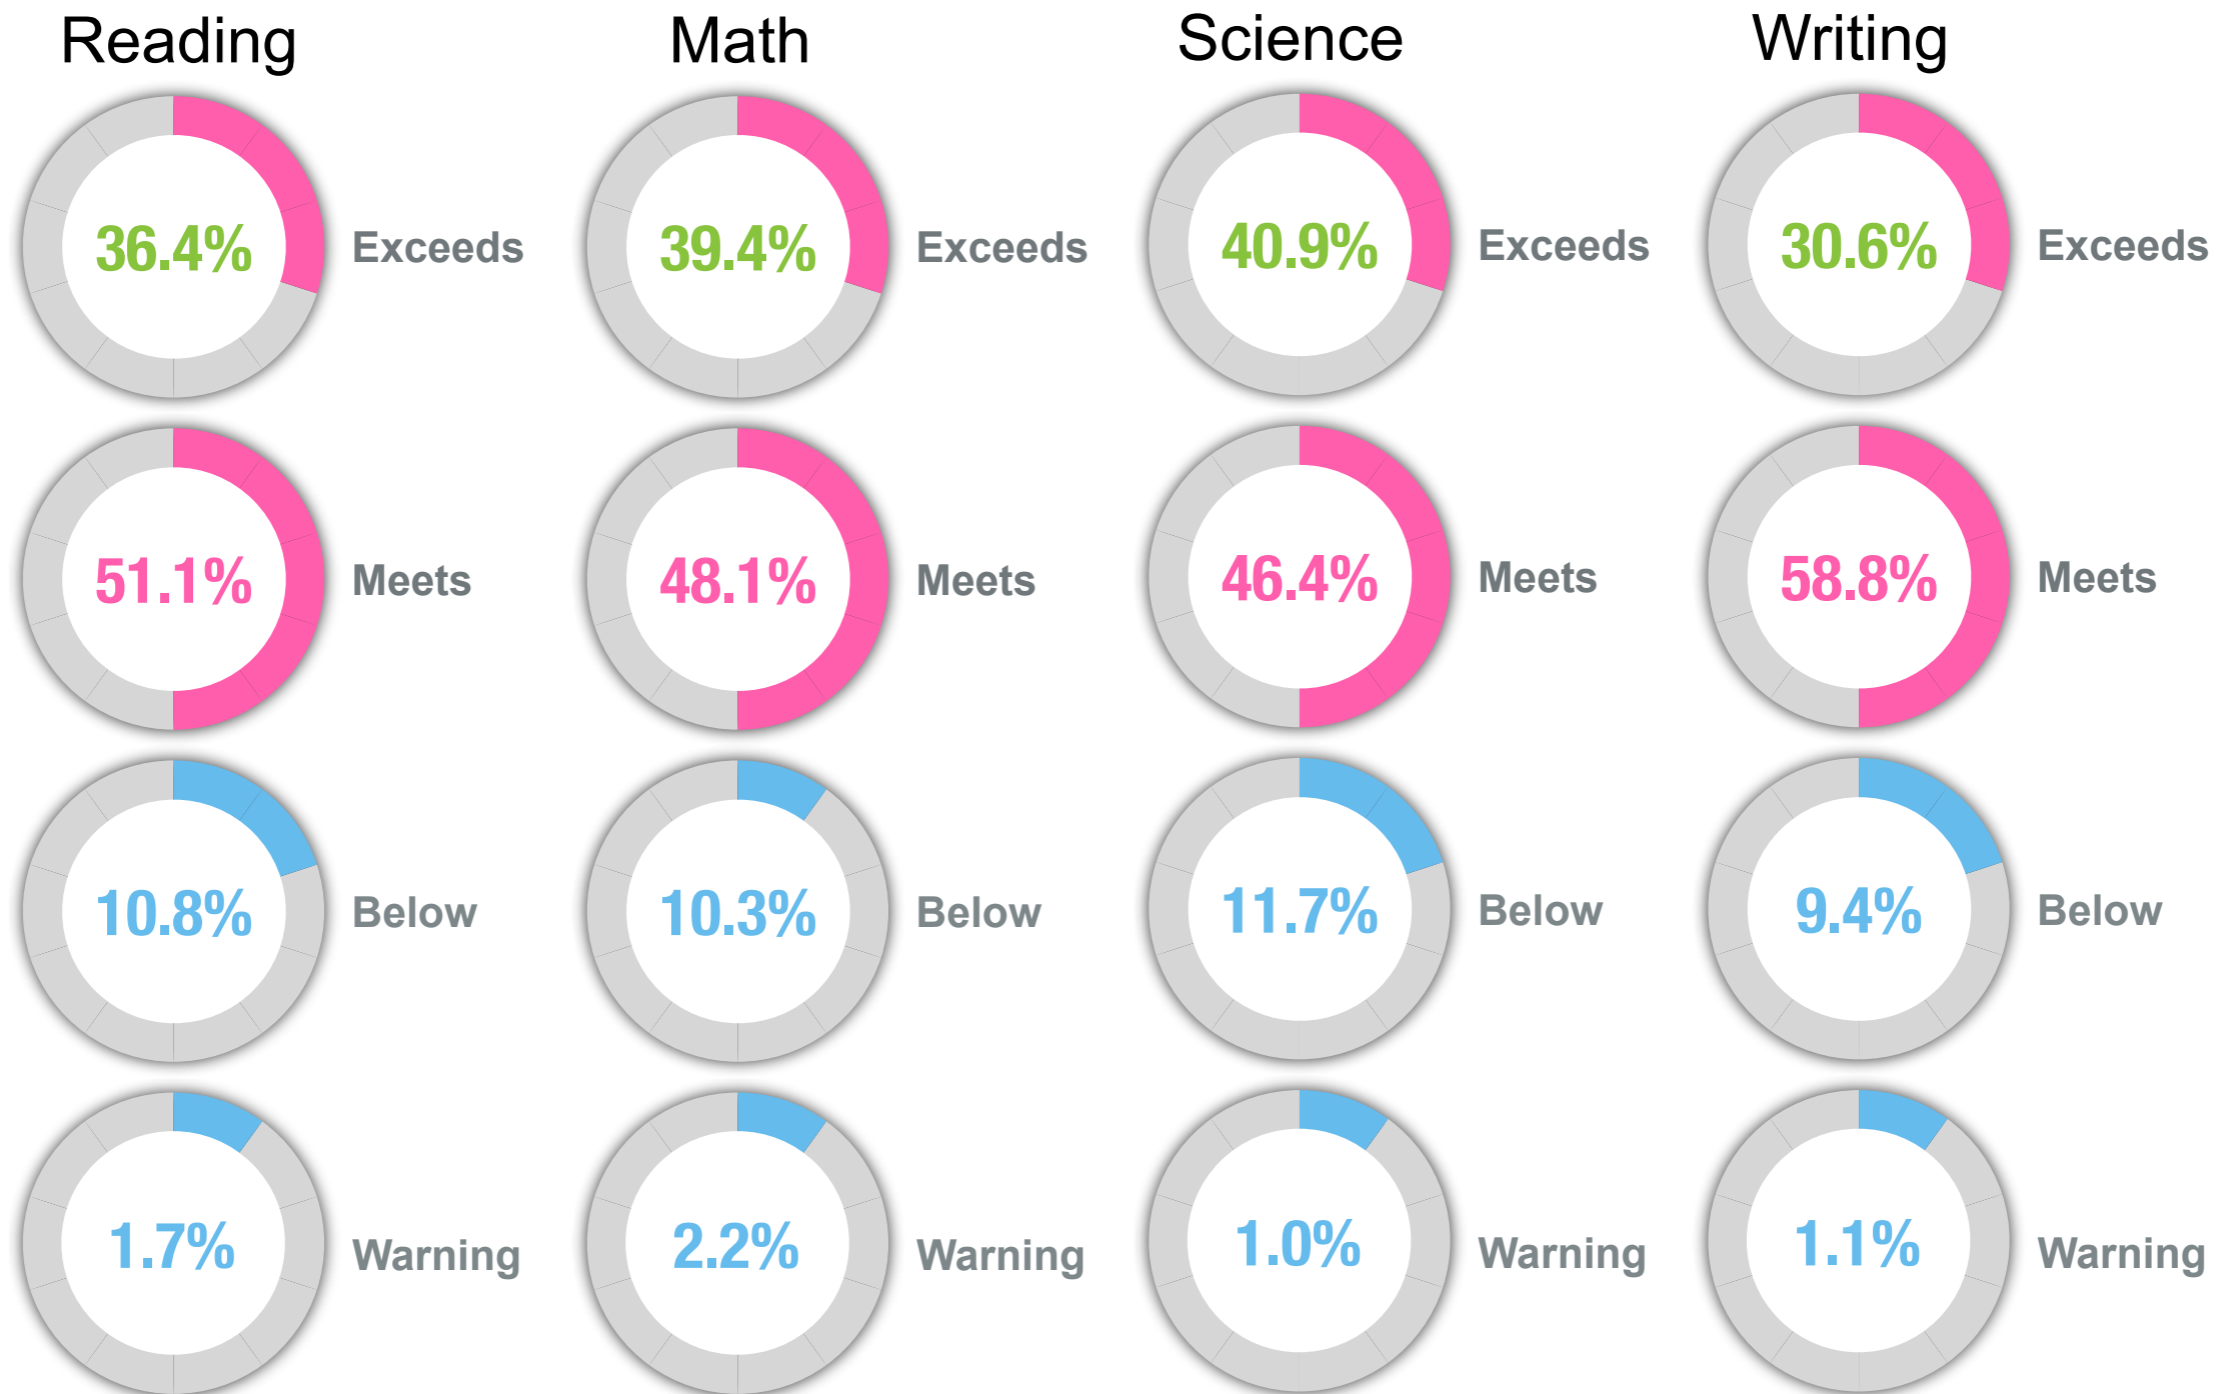 Reading Math Science Writing
36.4% Exceeds 39.4% Exceeds 40.9% Exceeds 30.6% Exceeds
51.1% Meets 48.1% Meets 46.4% Meets 58.8% Meets
10.8% Below 10.3% Below 11.7% Below 9.4% Below
1.7% Warning 2.2% Warning 1.0% Warning 1.1% Warning